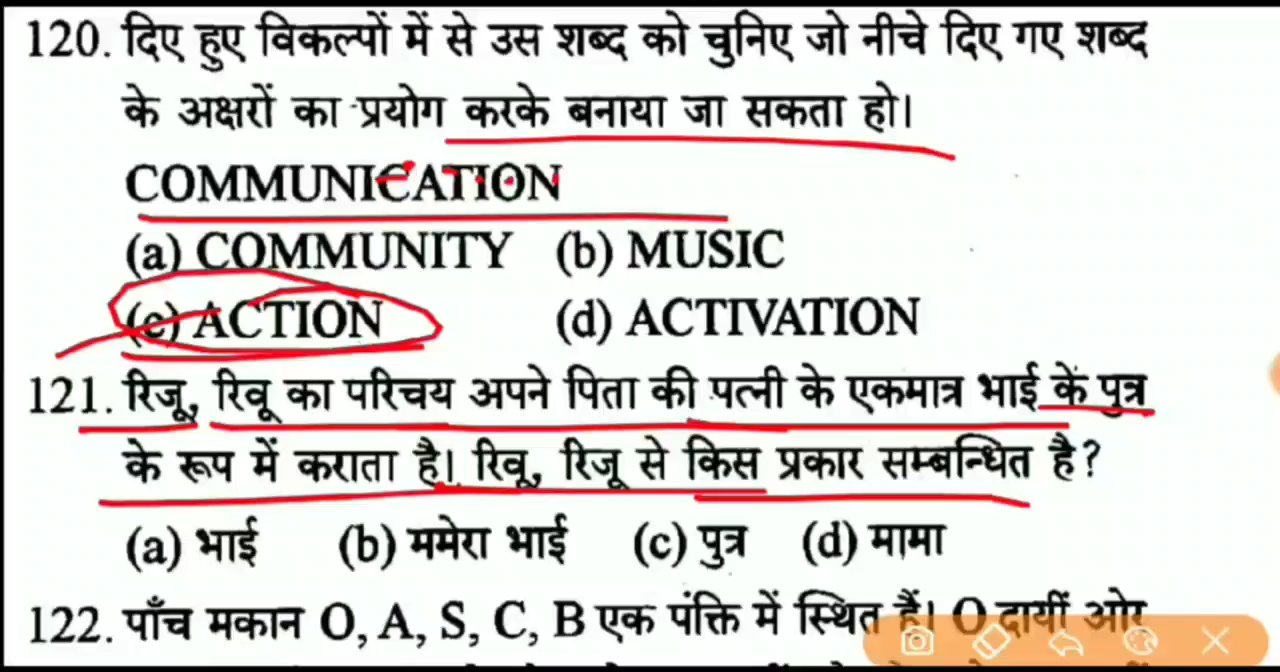 120. दिए हुए विकल्पों में से उस शब्द को चुनिए जो नीचे दिए गए शब्द
के अक्षरों का प्रयोग करके बनाया जा सकता हो।
COMMUNICATION
(a) COMMUNITY (b) MUSIC
(c) ACTION (d) ACTIVATION
121. रिजू, रिवू का परिचय अपने पिता की पत्नी के एकमात्र भाई के पुत्र
के रूप में कराता है। रिवू, रिजू से किस प्रकार सम्बन्धित है?
(a) भाई (b) ममेरा भाई (c) पुत्र (d) मामा
122. पाँच मकान O, A, S, C, B एक पंक्ति में स्थित हैं। O दायीं ओर